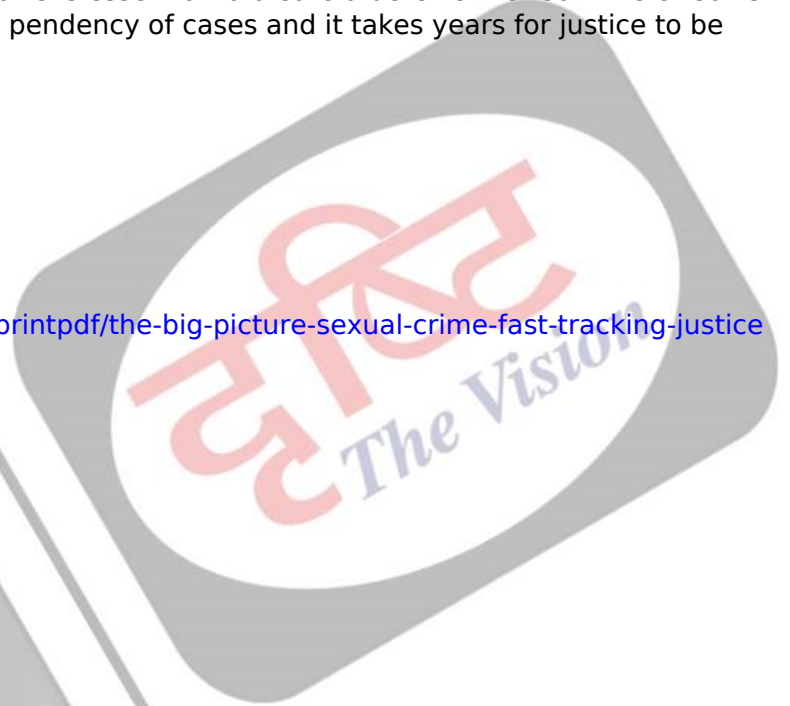 pendency of cases and it takes years for justice to be
printpdf/the-big-picture-sexual-crime-fast-tracking-justice
दृष्टि
The Vision